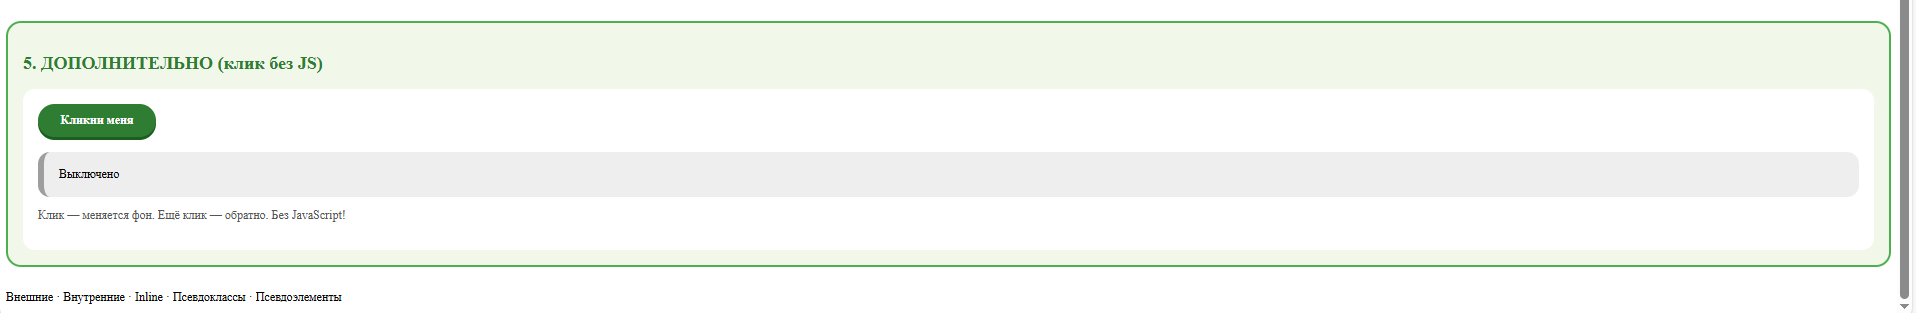 5. ДОПОЛНИТЕЛЬНО (клик без JS)
Кликни меня
Выключено
Клик — меняется фон. Ещё клик — обратно. Без JavaScript!
Внешние · Внутренние · Inline · Псевдоклассы · Псевдоэлементы